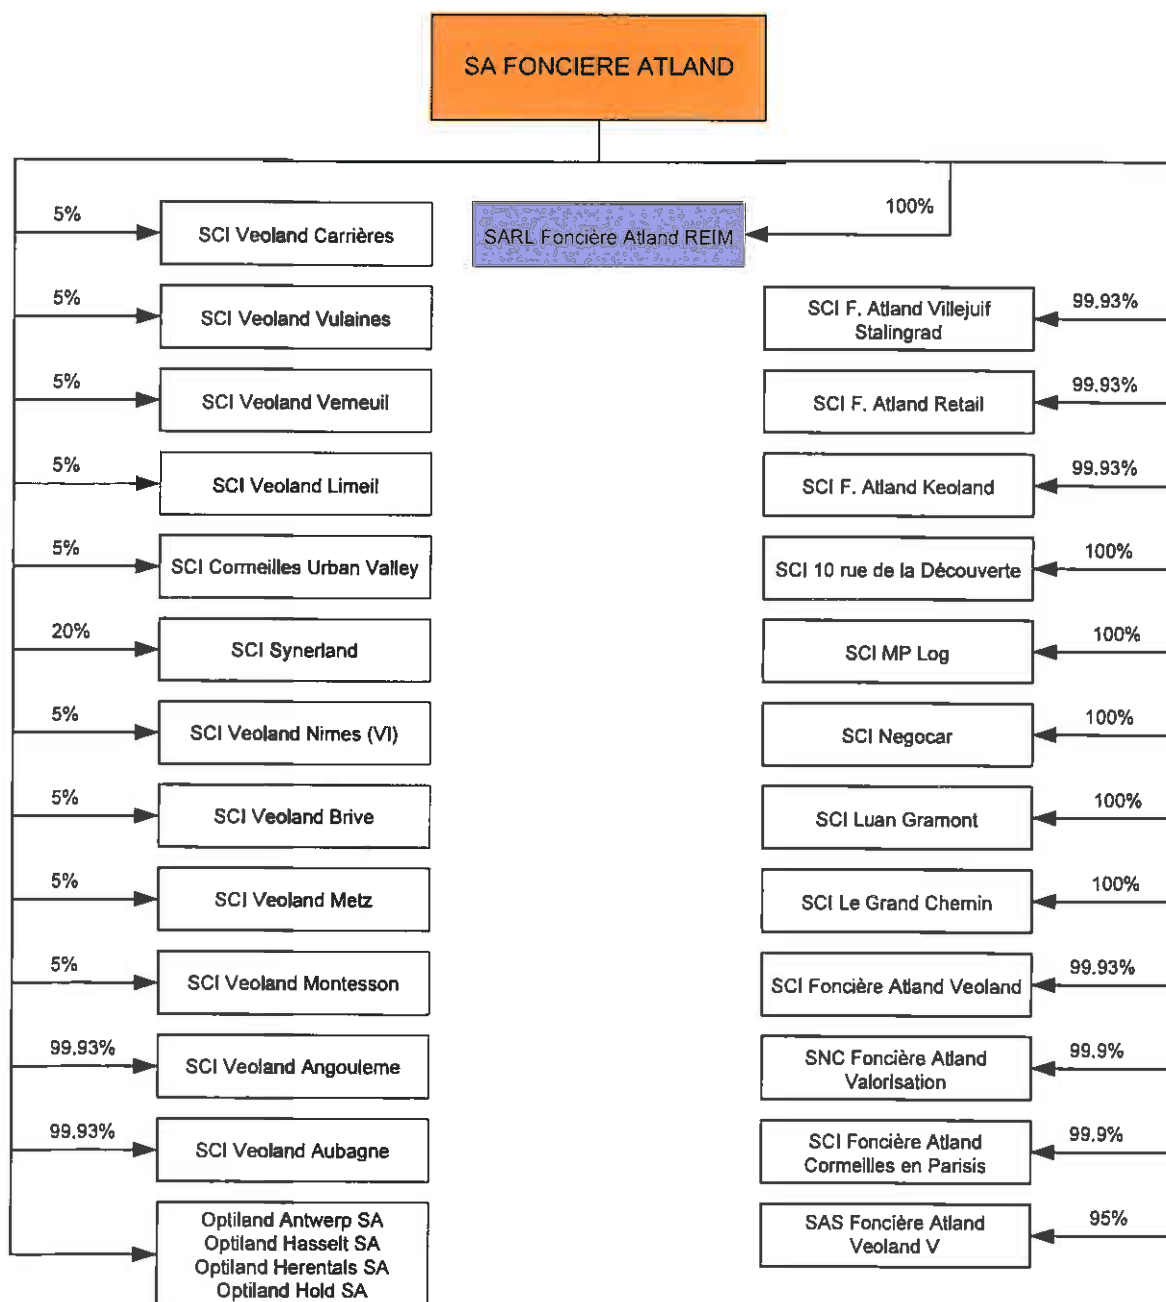 SA FONCIERE ATLAND
5%
SCI Veoland Carrières
SARL Foncière Atland REIM
100%
5%
SCI Veoland Vulaines
SCI F. Atland Villejuif
Stalingrad
99.93%
5%
SCI Veoland Verneuil
SCI F. Atland Retail
99.93%
5%
SCI Veoland Limeil
SCI F. Atland Keoland
99.93%
5%
SCI Cormeilles Urban Valley
SCI 10 rue de la Découverte
100%
20%
SCI Synerland
SCI MP Log
100%
5%
SCI Veoland Nimes (VI)
SCI Negocar
100%
5%
SCI Veoland Brive
SCI Luan Gramont
100%
5%
SCI Veoland Metz
SCI Le Grand Chemin
100%
5%
SCI Veoland Montesson
SCI Foncière Atland Veoland
99.93%
99.93%
SCI Veoland Angouleme
SNC Foncière Atland
Valorisation
99.9%
99.93%
SCI Veoland Aubagne
SCI Foncière Atland
Cormeilles en Parisis
99.9%
Optiland Antwerp SA
Optiland Hasselt SA
Optiland Herentals SA
Optiland Hold SA
SAS Foncière Atland
Veoland V
95%